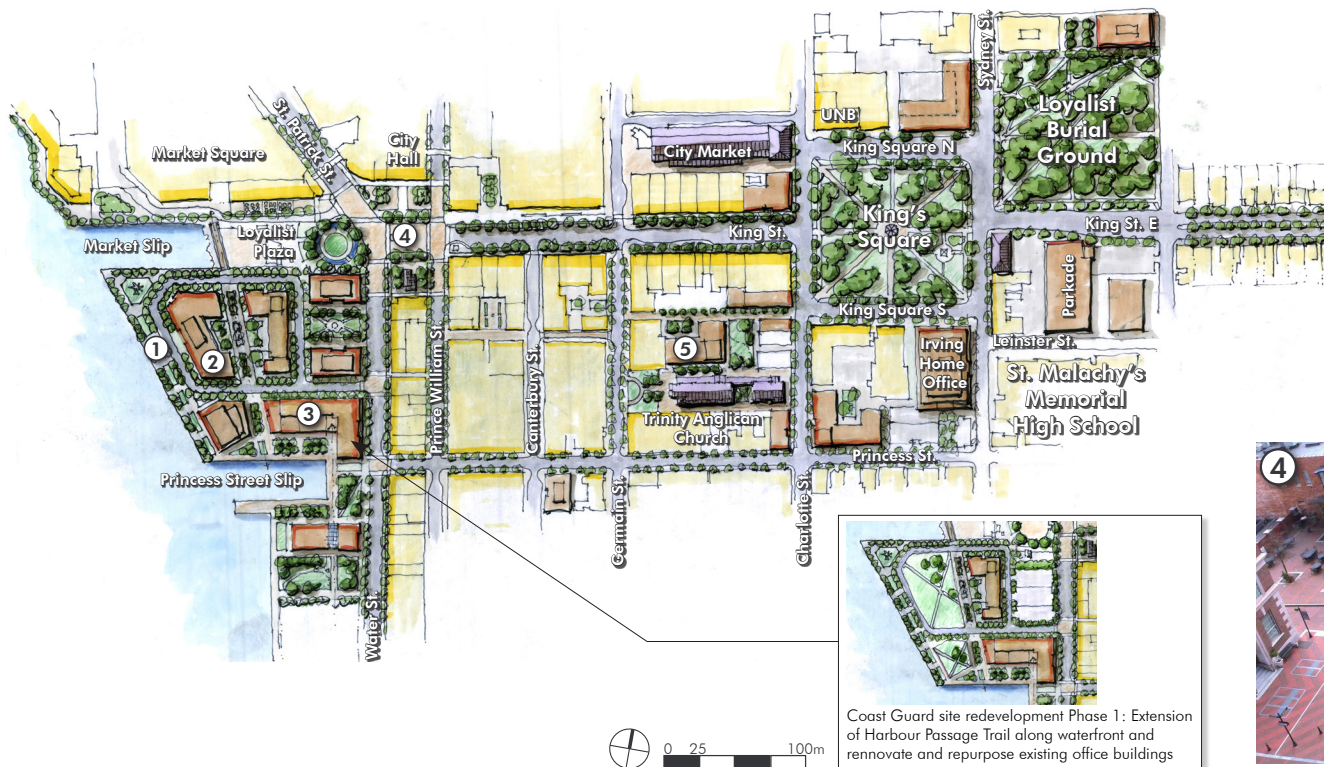 Sydney St.
St. Patrick St.
UNB
Loyalist
Burial
Ground
Market Square
City
Hall
City Market
King Square N
King's
Square
Market Slip
Loyalist
Plaza
4
King St.
King St. E
Parkade
1
2
3
5
King Square S
Irving
Home
Office
Leinster St.
St. Malachy's
Memorial
High School
Prince William St.
Canterbury St.
Trinity Anglican
Church
Princess St.
Princess Street Slip
Germain St.
Charlotte St.
Water St.
4
Coast Guard site redevelopment Phase 1: Extension
of Harbour Passage Trail along waterfront and
rennovate and repurpose existing office buildings
0 25 100m